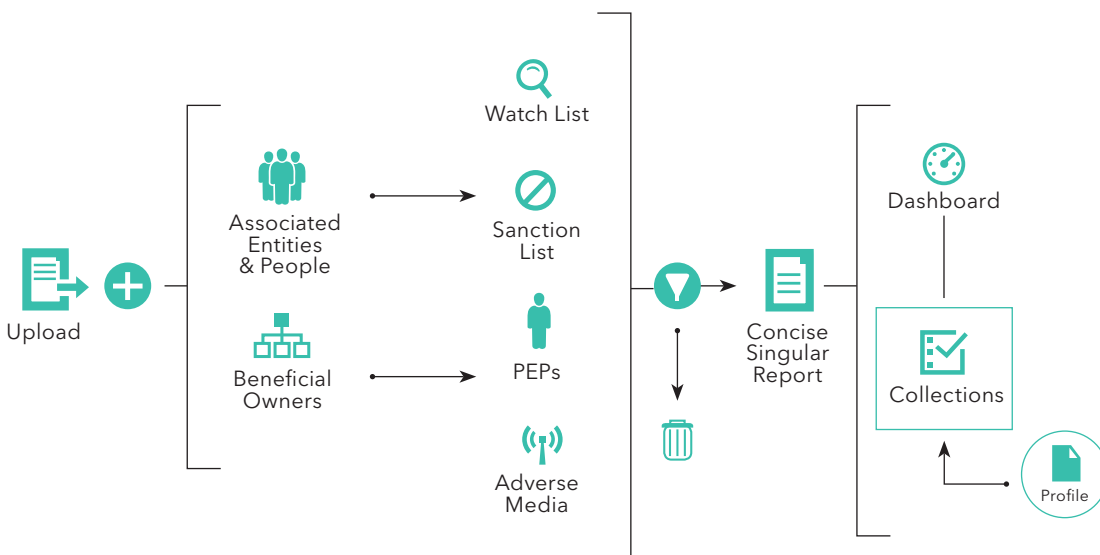 Upload
Associated
Entities
& People
Beneficial
Owners
Watch List
Sanction
List
PEPs
Adverse
Media
Concise
Singular
Report
Dashboard
Collections
Profile